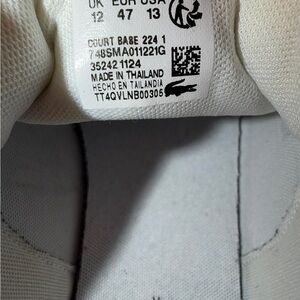 UK EUR USA
12 47 13
COURT BASE 224 1
748SMA011221G
35242 1124
MADE IN THAILAND
HECHO EN TAILANDIA
TT4QVLNB00305